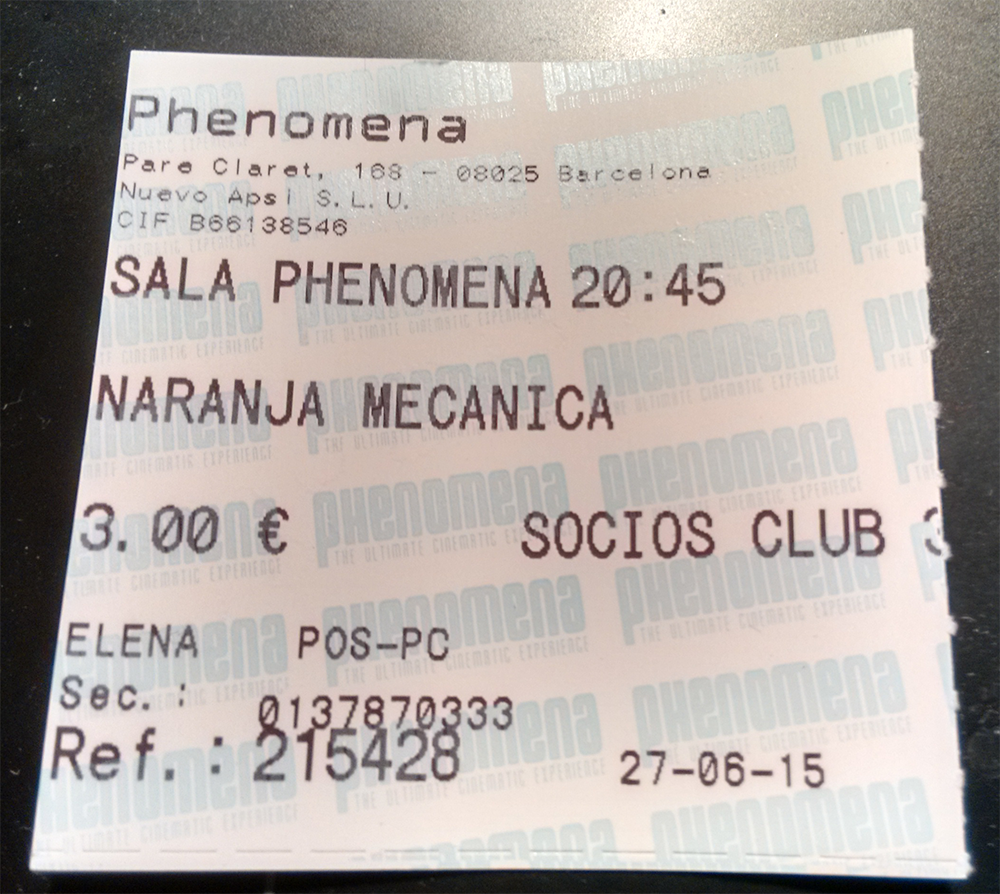 Phenomena
Pare Claret, 168 - 08025 Barcelona
Nuevo Apsi S.L.U.
CIF B66138546
SALA PHENOMENA 20:45
NARANJA MECANICA
3.00 € SOCIOS CLUB 3
ELENA POS-PC
Sec.: 0137870333
Ref.: 215428 27-06-15